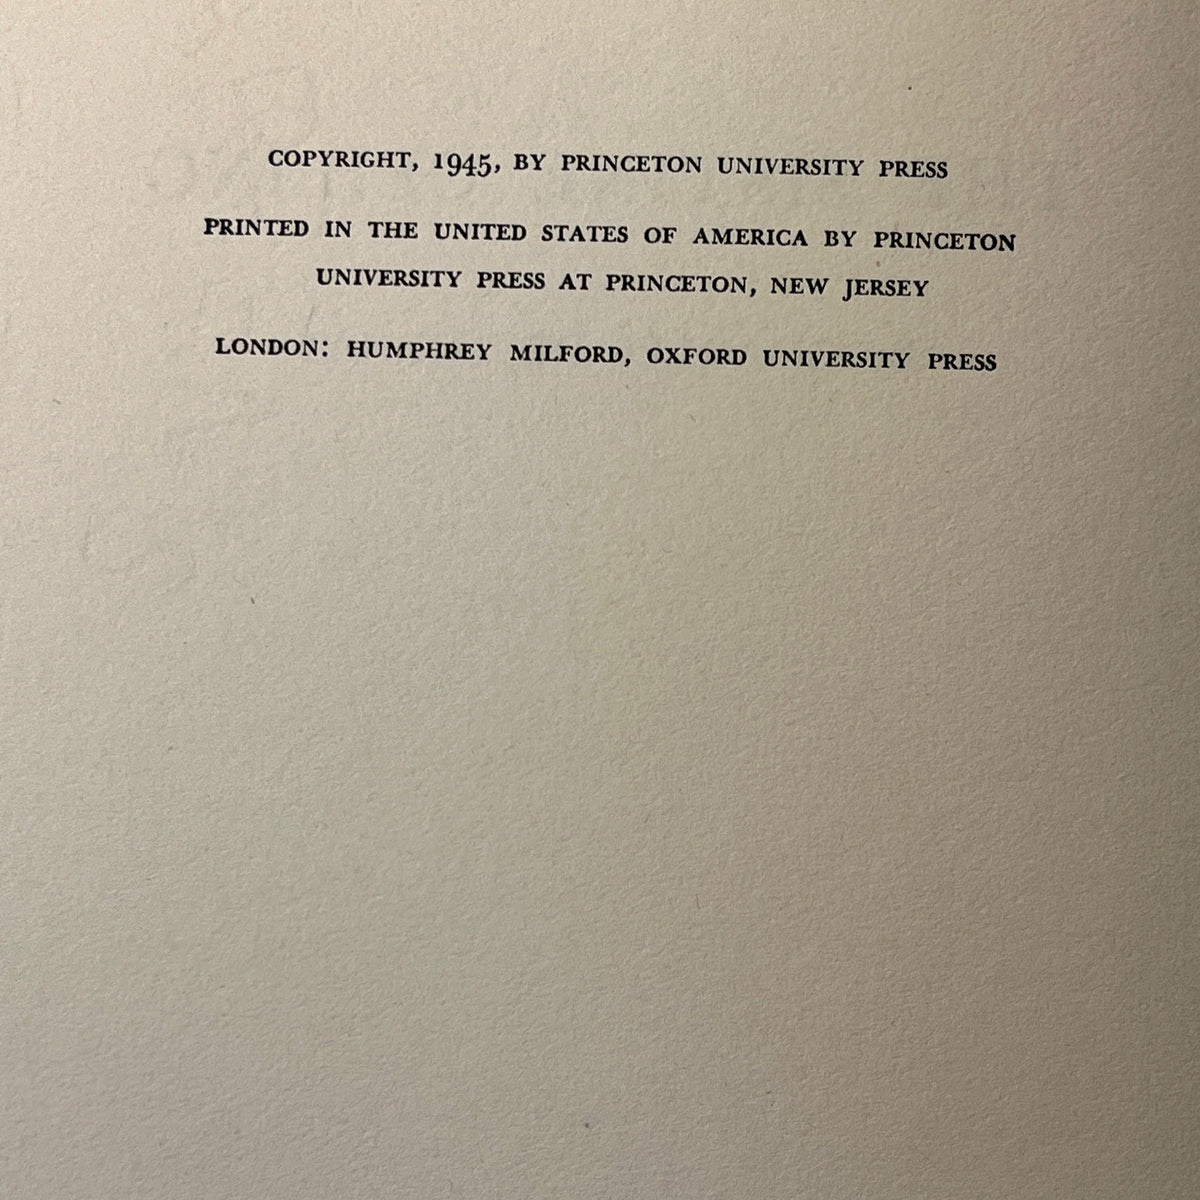 COPYRIGHT, 1945, BY PRINCETON UNIVERSITY PRESS
PRINTED IN THE UNITED STATES OF AMERICA BY PRINCETON
UNIVERSITY PRESS AT PRINCETON, NEW JERSEY
LONDON: HUMPHREY MILFORD, OXFORD UNIVERSITY PRESS